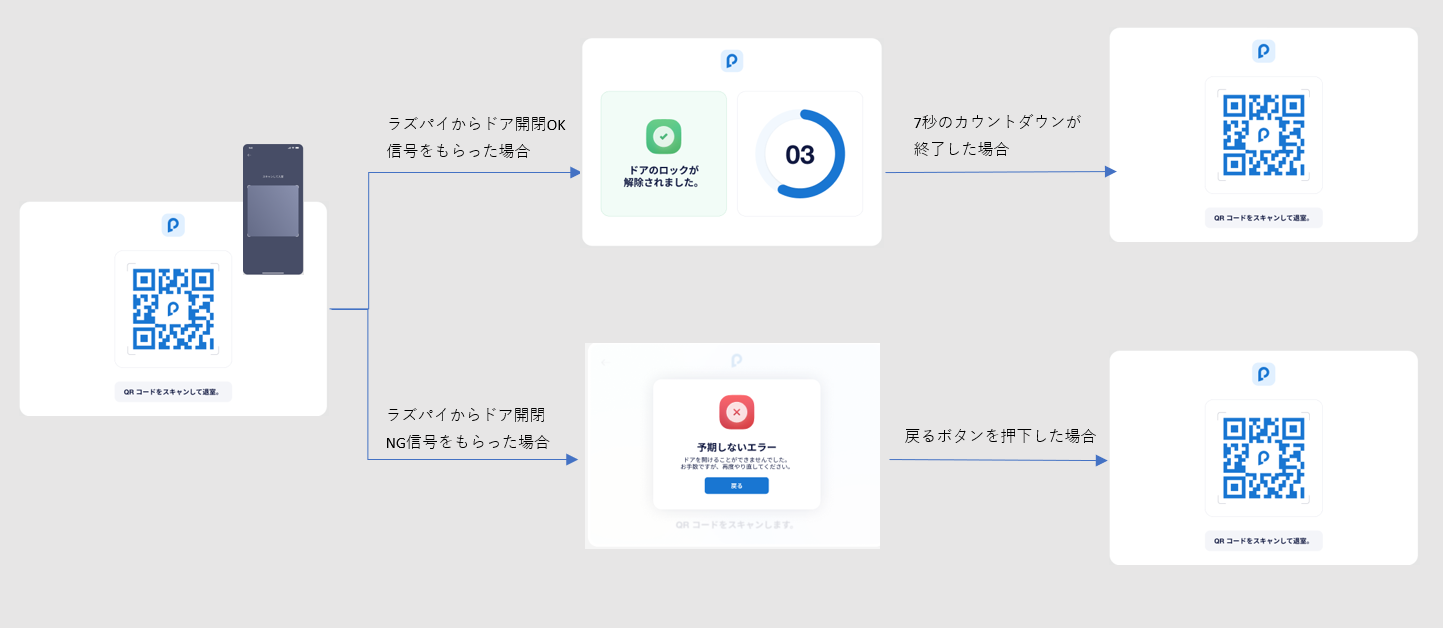 QR コードをスキャンして退室。
ラズパイからドア開閉OK
信号をもらった場合
ドアのロックが
解除されました。
03
7秒のカウントダウンが
終了した場合
QR コードをスキャンして退室。
ラズパイからドア開閉
NG信号をもらった場合
予期しないエラー
ドアを開けることができませんでした。
お手数ですが、再度やり直してください。
戻る
QR コードをスキャンします。
戻るボタンを押下した場合
QR コードをスキャンして退室。